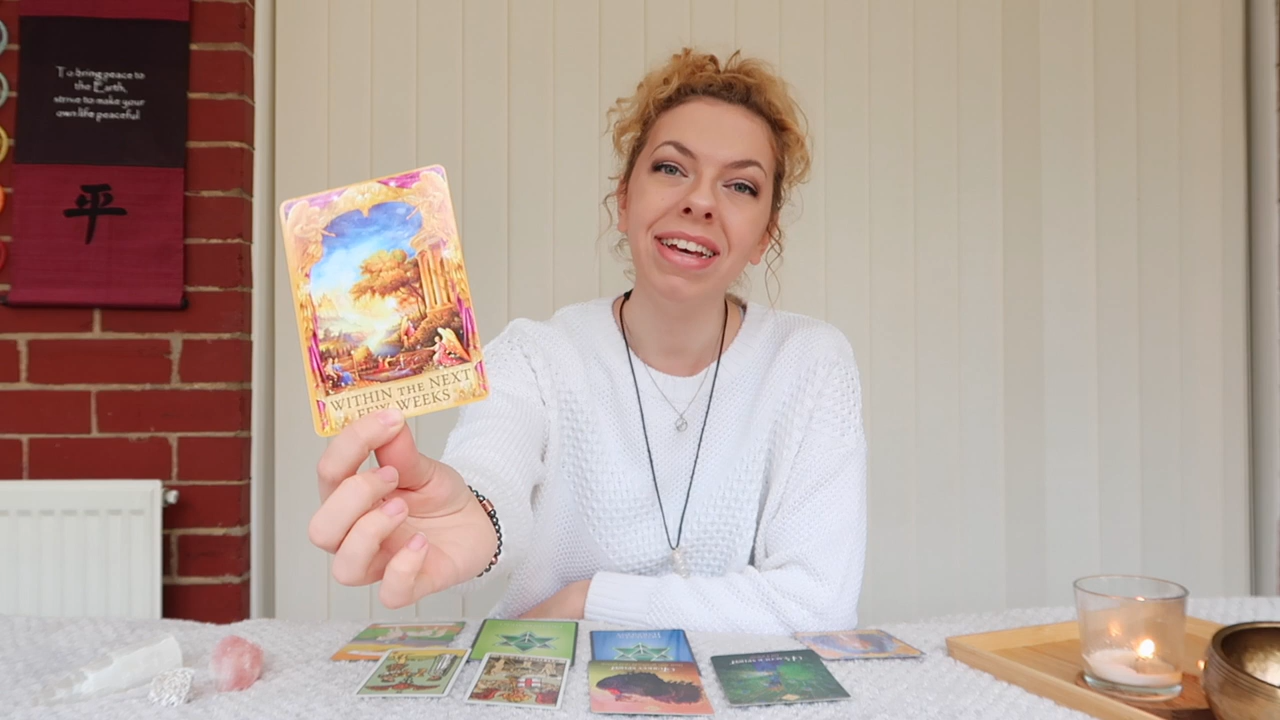 To bring peace to
the Earth,
strive to make your
own life peaceful
平
WITHIN THE NEXT
FEW WEEKS